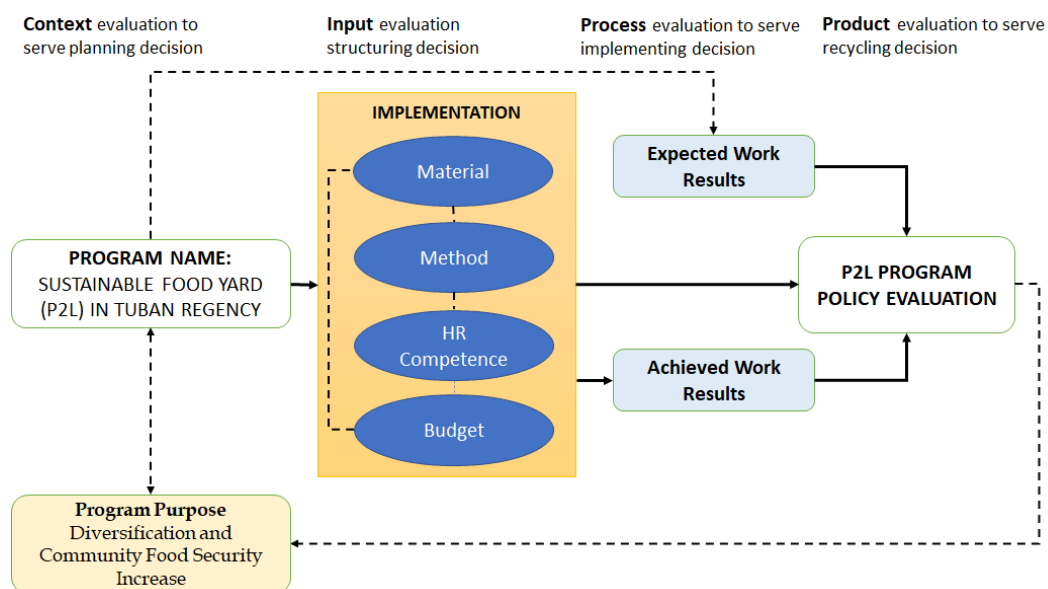 Context evaluation to
serve planning decision
Input evaluation
structuring decision
Process evaluation to serve
implementing decision
Product evaluation to serve
recycling decision
IMPLEMENTATION
Material
Method
HR
Competence
Budget
Expected Work
Results
PROGRAM NAME:
SUSTAINABLE FOOD YARD
(P2L) IN TUBAN REGENCY
P2L PROGRAM
POLICY EVALUATION
Achieved Work
Results
Program Purpose
Diversification and
Community Food Security
Increase